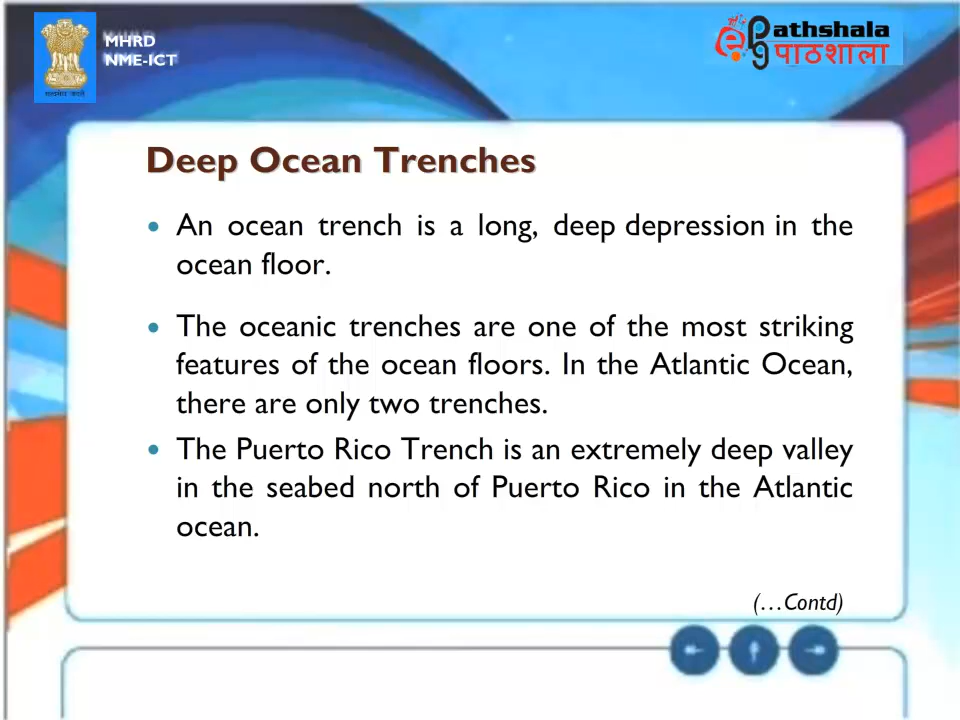 MHRD
NME-ICT
Pathshala
पाठशाला
Deep Ocean Trenches
• An ocean trench is a long, deep depression in the
ocean floor.
• The oceanic trenches are one of the most striking
features of the ocean floors. In the Atlantic Ocean,
there are only two trenches.
• The Puerto Rico Trench is an extremely deep valley
in the seabed north of Puerto Rico in the Atlantic
ocean.
(…Contd)